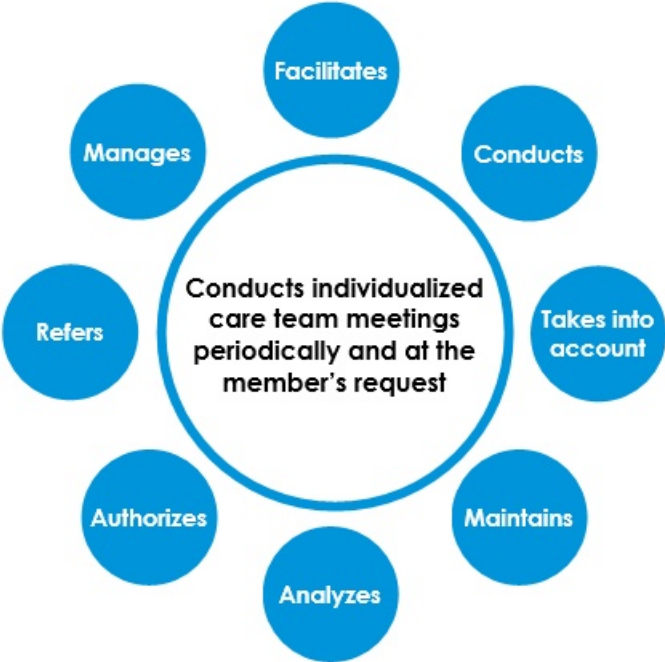 Facilitates
Manages
Conducts
Conducts individualized
care team meetings
periodically and at the
member's request
Refers
Takes into
account
Authorizes
Maintains
Analyzes